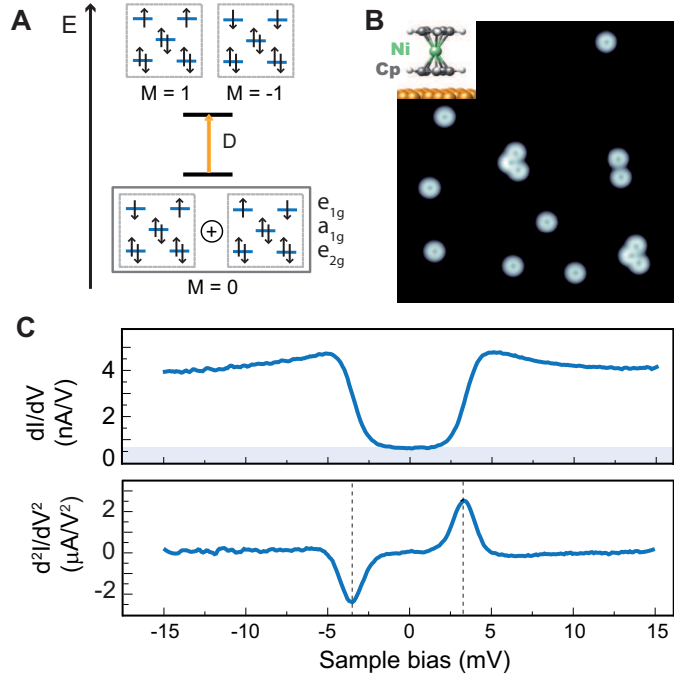 A
E
M = 1
M = -1
D
e1g
a1g
e2g
+
M = 0
B
Ni
Cp
C
dI/dV
(nA/V)
4
2
0
d²I/dV²
(μA/V²)
2
0
-2
-15
-10
-5
0
5
10
15
Sample bias (mV)